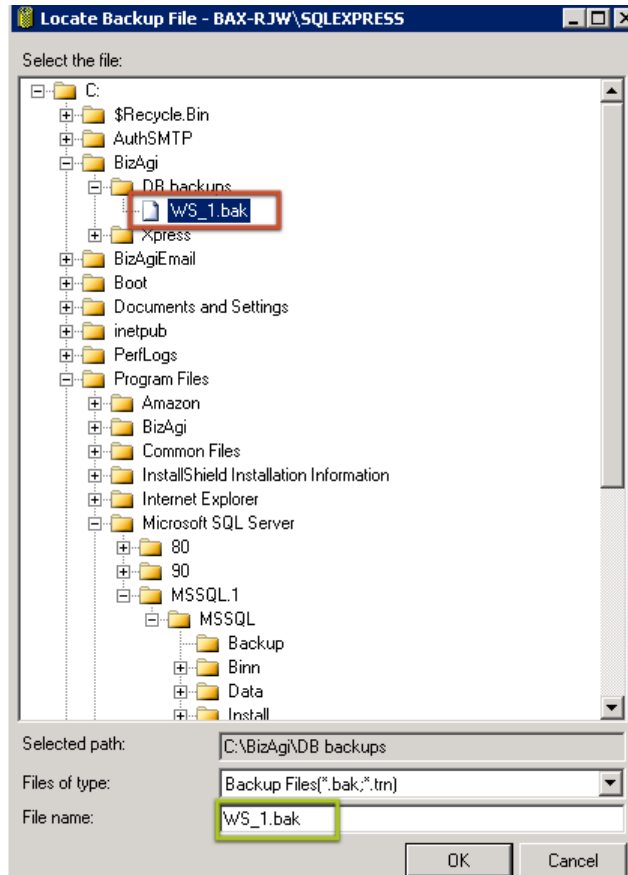 Locate Backup File - BAX-RJW\SQLEXPRESS
Select the file:
C:
$Recycle.Bin
AuthSMTP
BizAgi
DB backups
WS_1.bak
Xpress
BizAgiEmail
Boot
Documents and Settings
inetpub
PerfLogs
Program Files
Amazon
BizAgi
Common Files
InstallShield Installation Information
Internet Explorer
Microsoft SQL Server
80
90
MSSQL.1
MSSQL
Backup
Binn
Data
Install
Selected path: C:\BizAgi\DB backups
Files of type: Backup Files(*.bak;*.trn)
File name: WS_1.bak
OK Cancel